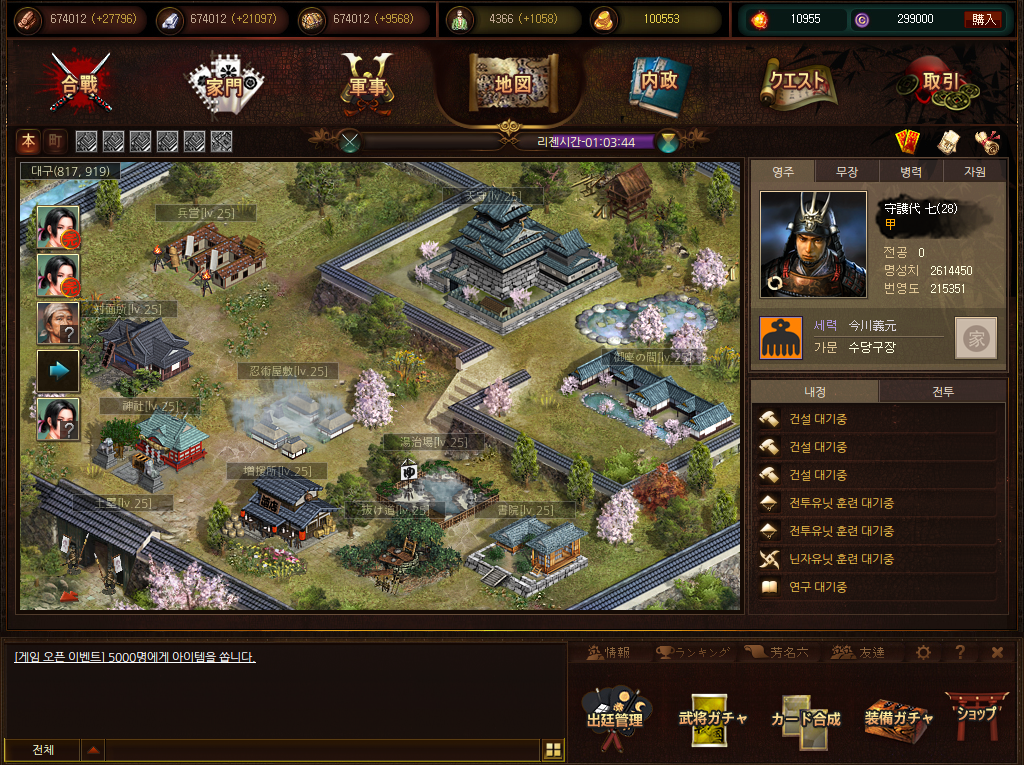 674012 (+27796)
674012 (+21097)
674012 (+9568)
4366 (+1058)
100553
10955
299000
購入
合戦
家門
軍事
地図
内政
クエスト
取引
本
町
리젠시간-01:03:44
대구(817, 919)
兵営[lv.25]
天守[lv.25]
対面所[lv.25]
忍術屋敷[lv.25]
御座の間[lv.25]
神社[lv.25]
湯治場[lv.25]
増援所[lv.25]
土塁[lv.25]
抜け道[lv.25]
書院[lv.25]
영주
무장
병력
자원
守護代 七(28)
甲
전공 0
명성치 2614450
번영도 215351
세력 今川義元
가문 수당구장
家
내정
전투
건설 대기중
건설 대기중
건설 대기중
전투유닛 훈련 대기중
전투유닛 훈련 대기중
닌자유닛 훈련 대기중
연구 대기중
[게임 오픈 이벤트] 5000명에게 아이템을 쏩니다.
전체
情報
ランキング
芳名六
友達
出廷管理
武将ガチャ
カード合成
装備ガチャ
ショップ